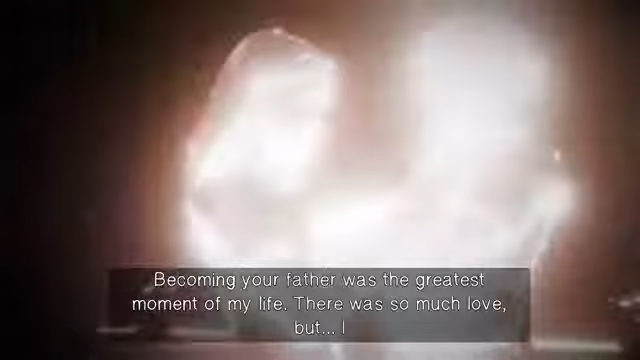 Becoming your father was the greatest
moment of my life. There was so much love,
but... I